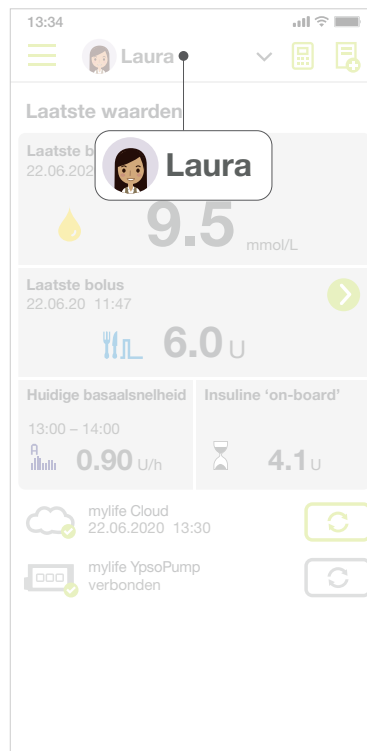 13:34
Laura
Laatste waarden
Laura
Laatste b
22.06.202
9.5 mmol/L
Laatste bolus
22.06.20 11:47
6.0 U
Huidige basaalsnelheid
13:00 – 14:00
A
0.90 U/h
Insuline ‘on-board’
4.1 U
mylife Cloud
22.06.2020 13:30
mylife YpsoPump
verbonden